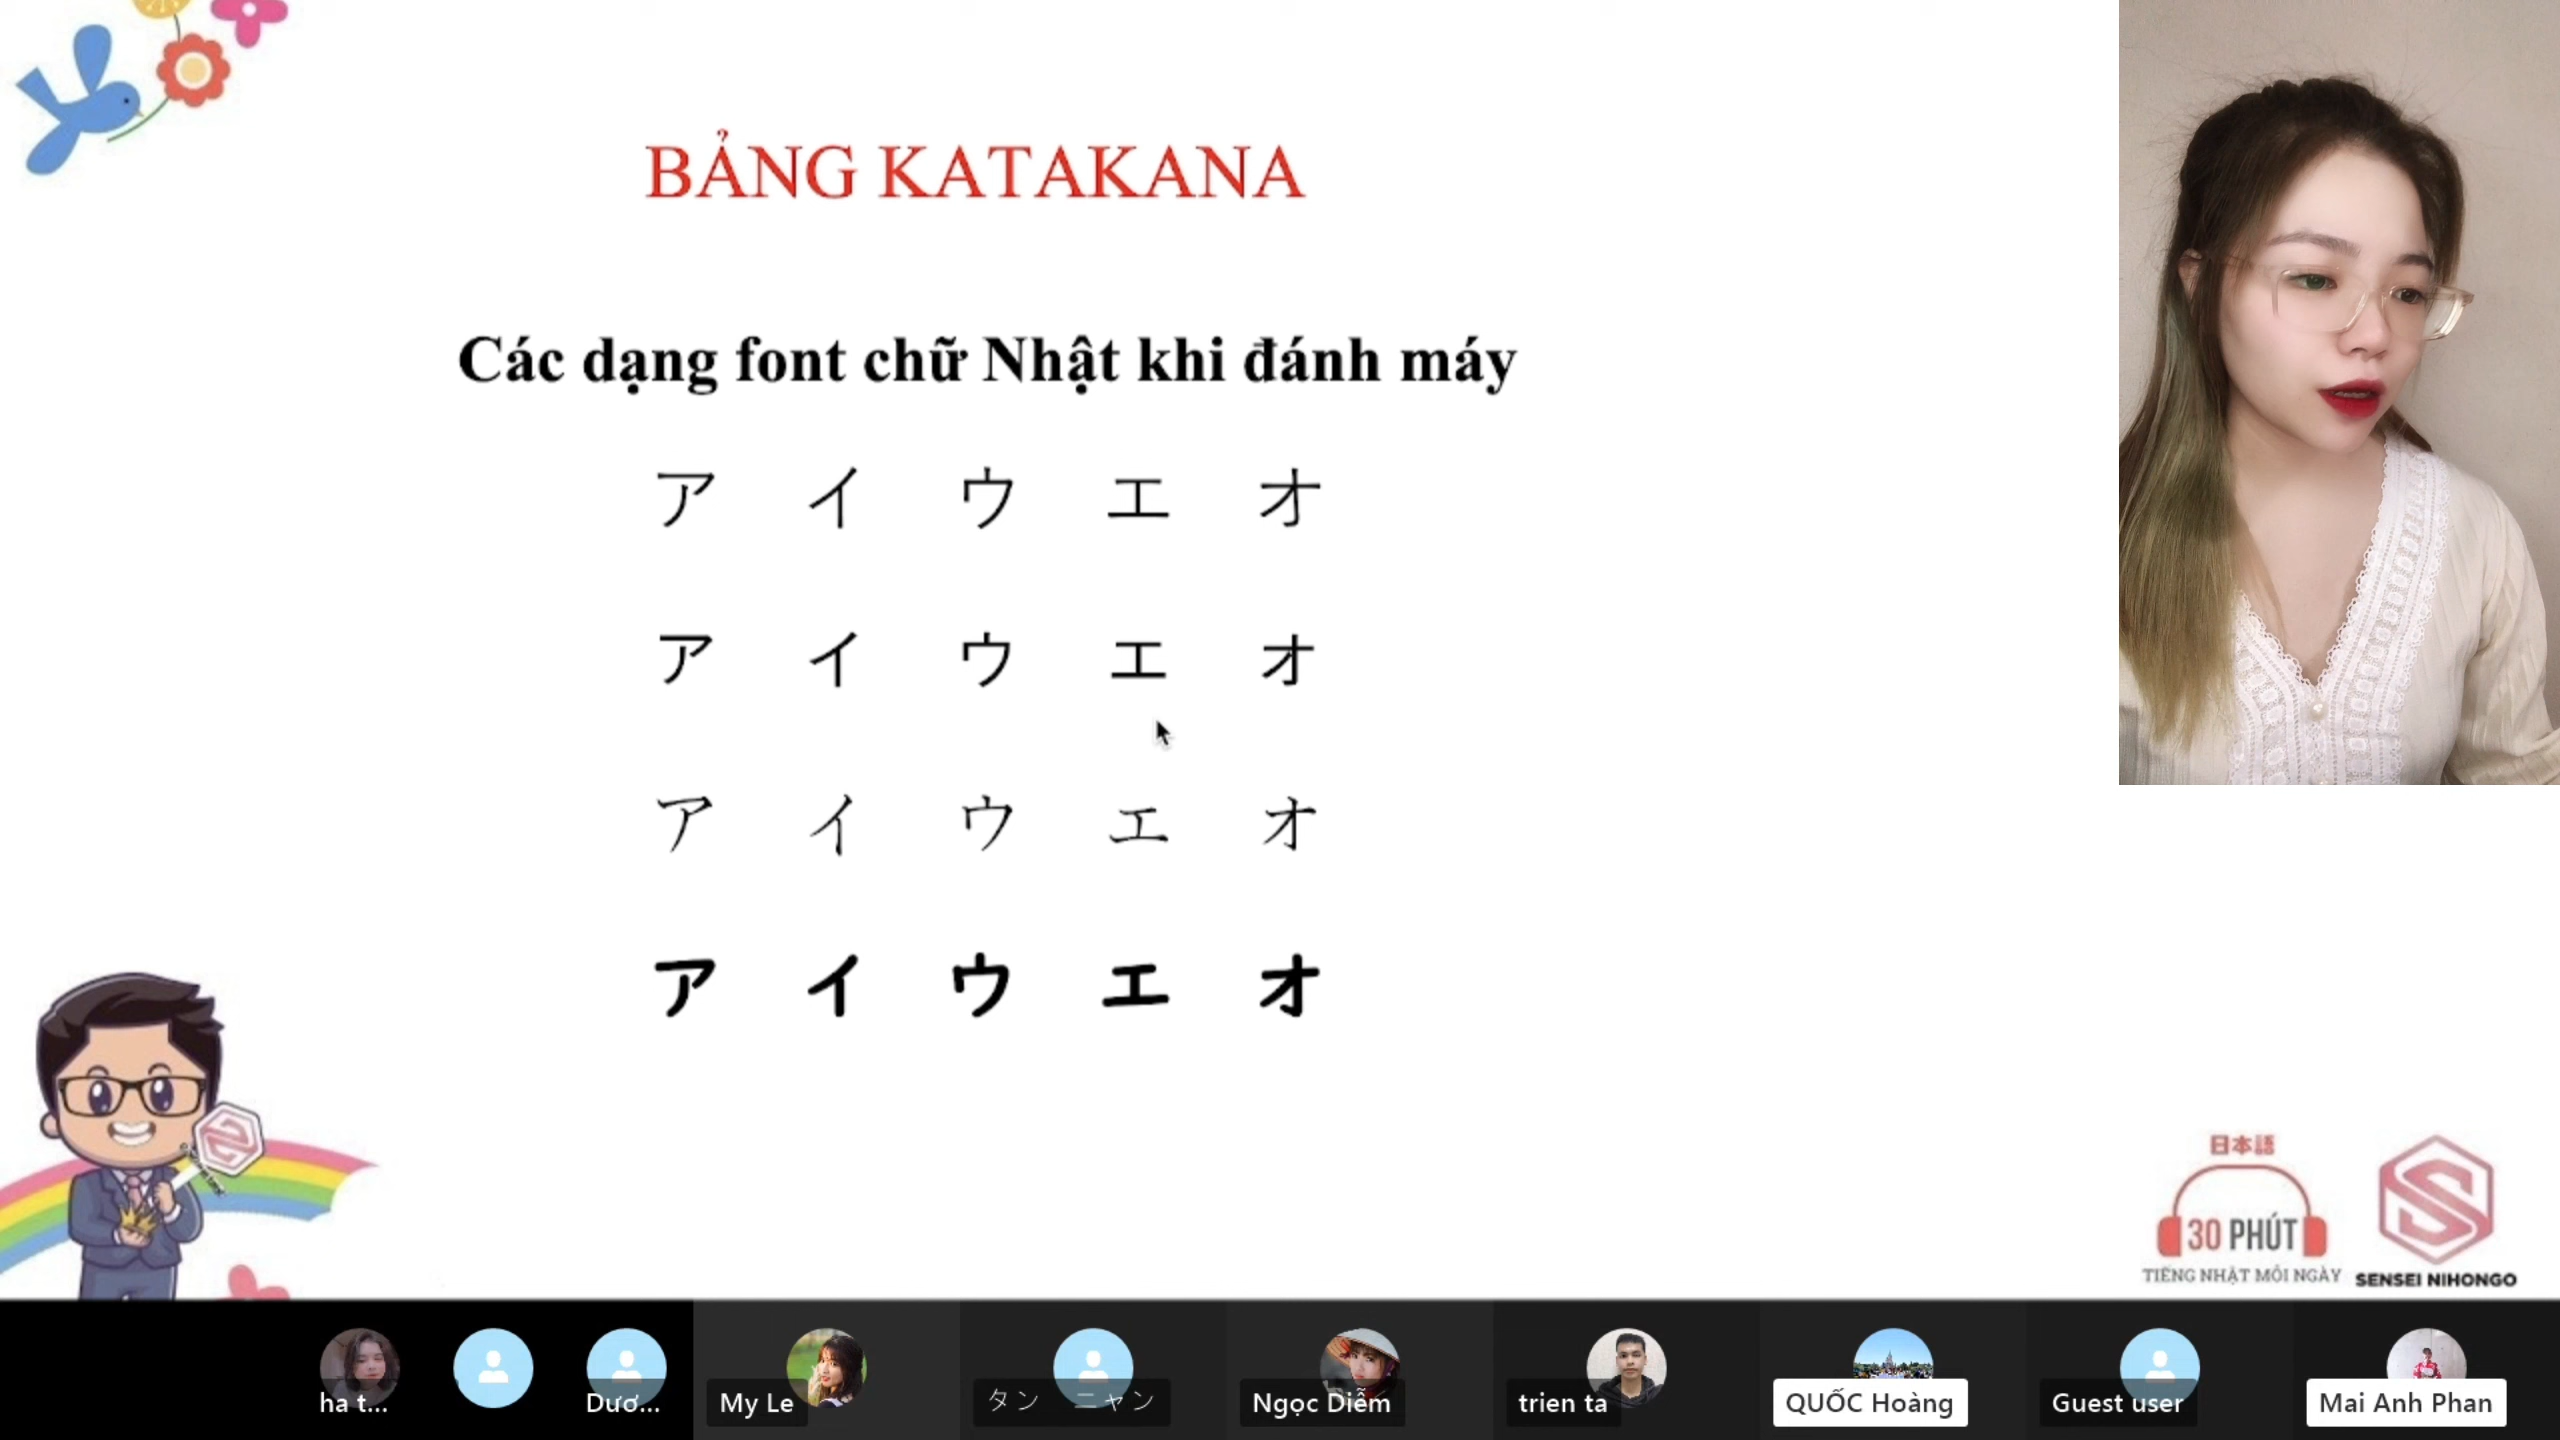 BẢNG KATAKANA
Các dạng font chữ Nhật khi đánh máy
ア イ ウ エ オ
ア イ ウ エ オ
ア イ ウ エ オ
ア イ ウ エ オ
日本語
30 PHÚT
TIẾNG NHẬT MỖI NGÀY
SENSEI NIHONGO
ha t...
Dươ...
My Le
タン ニャン
Ngọc Diễm
trien ta
QUỐC Hoàng
Guest user
Mai Anh Phan